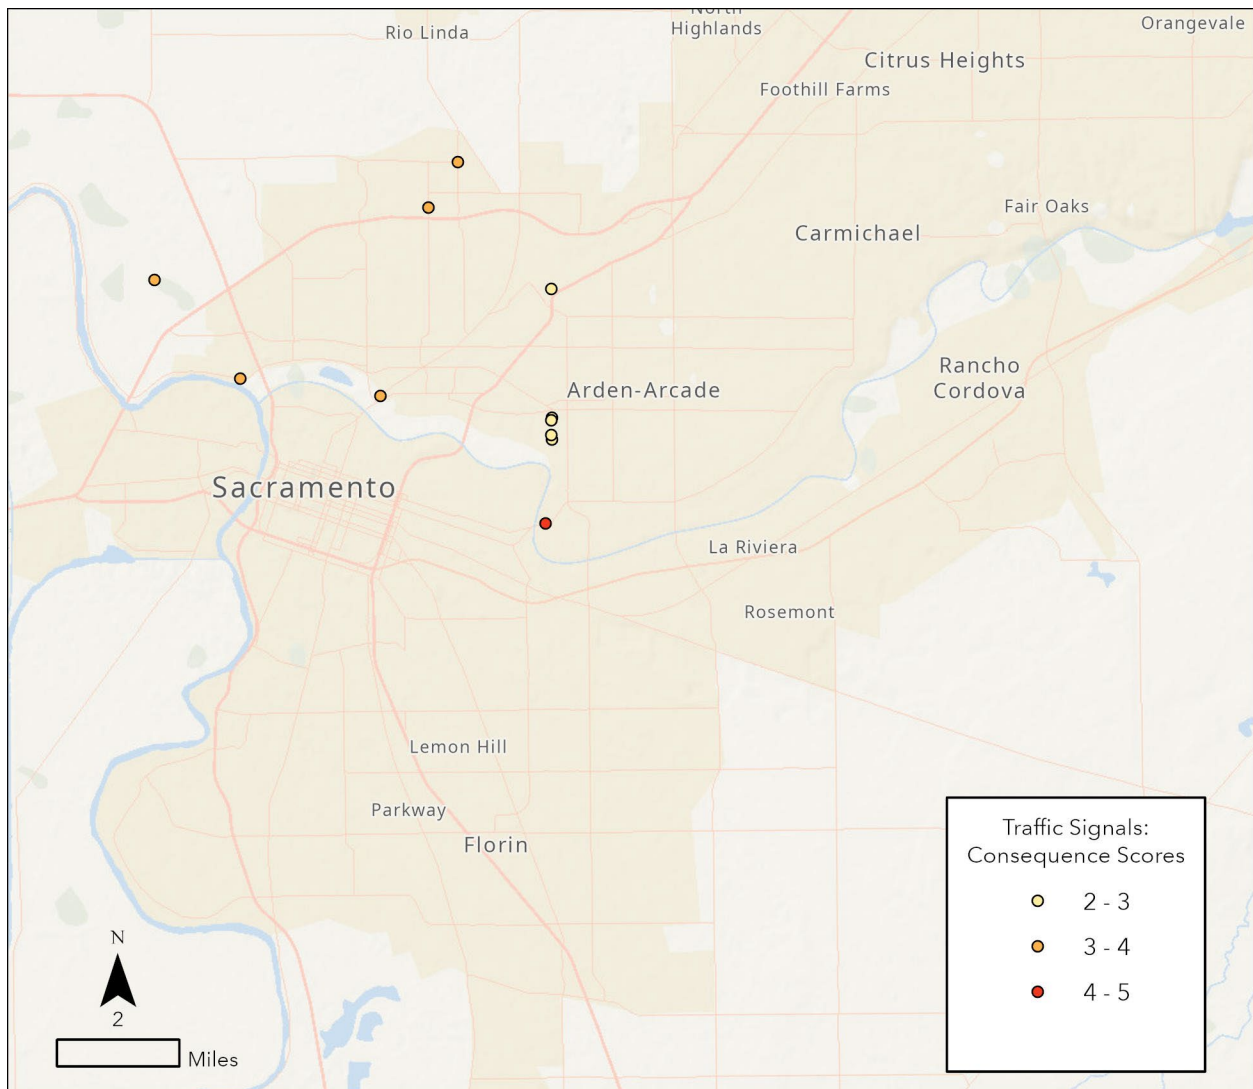 Rio Linda
North
Highlands
Orangevale
Citrus Heights
Foothill Farms
Fair Oaks
Carmichael
Rancho
Cordova
Arden-Arcade
Sacramento
La Riviera
Rosemont
Lemon Hill
Parkway
Florin
Traffic Signals:
Consequence Scores
2 - 3
3 - 4
4 - 5
N
2
Miles